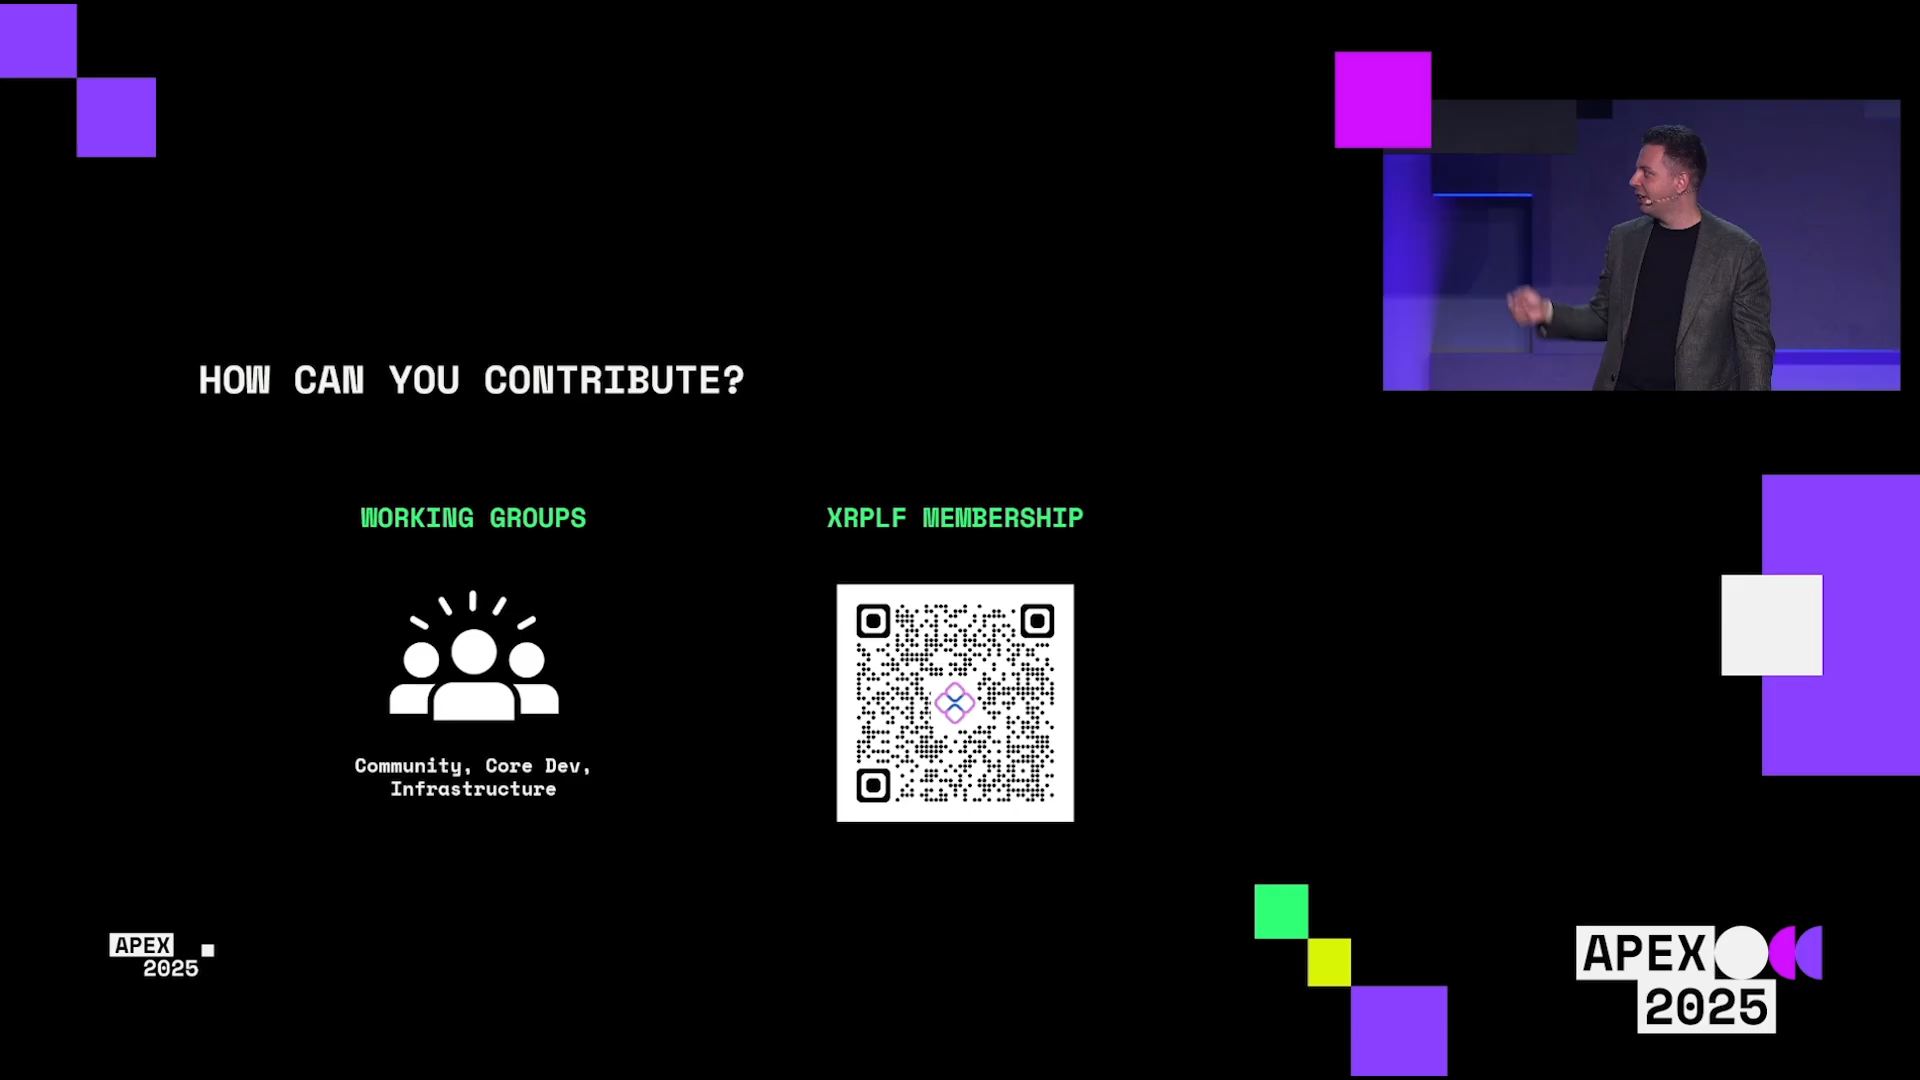 HOW CAN YOU CONTRIBUTE?
WORKING GROUPS
XRPLF MEMBERSHIP
Community, Core Dev,
Infrastructure
APEX
2025
APEX
2025